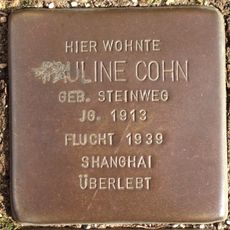 HIER WOHNTE
PAULINE COHN
GEB. STEINWEG
JG. 1913
FLUCHT 1939
SHANGHAI
ÜBERLEBT